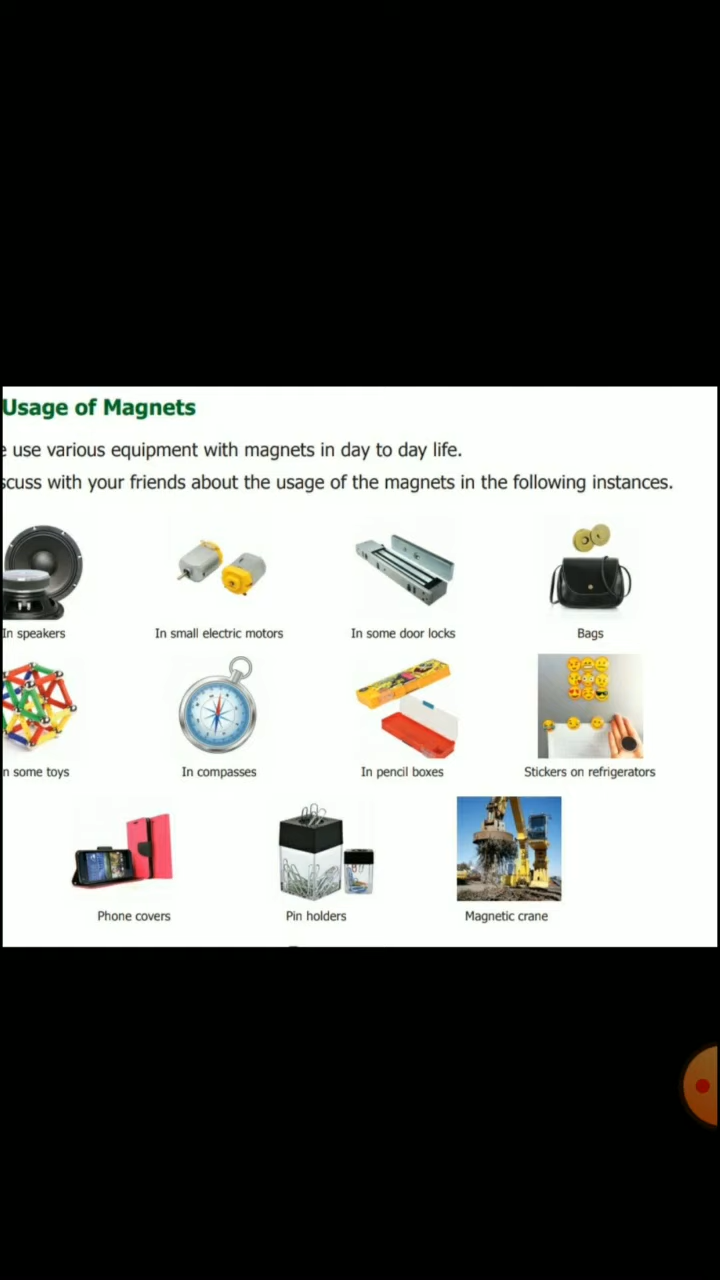 Usage of Magnets
e use various equipment with magnets in day to day life.
scuss with your friends about the usage of the magnets in the following instances.
In speakers
In small electric motors
In some door locks
Bags
n some toys
In compasses
In pencil boxes
Stickers on refrigerators
Phone covers
Pin holders
Magnetic crane